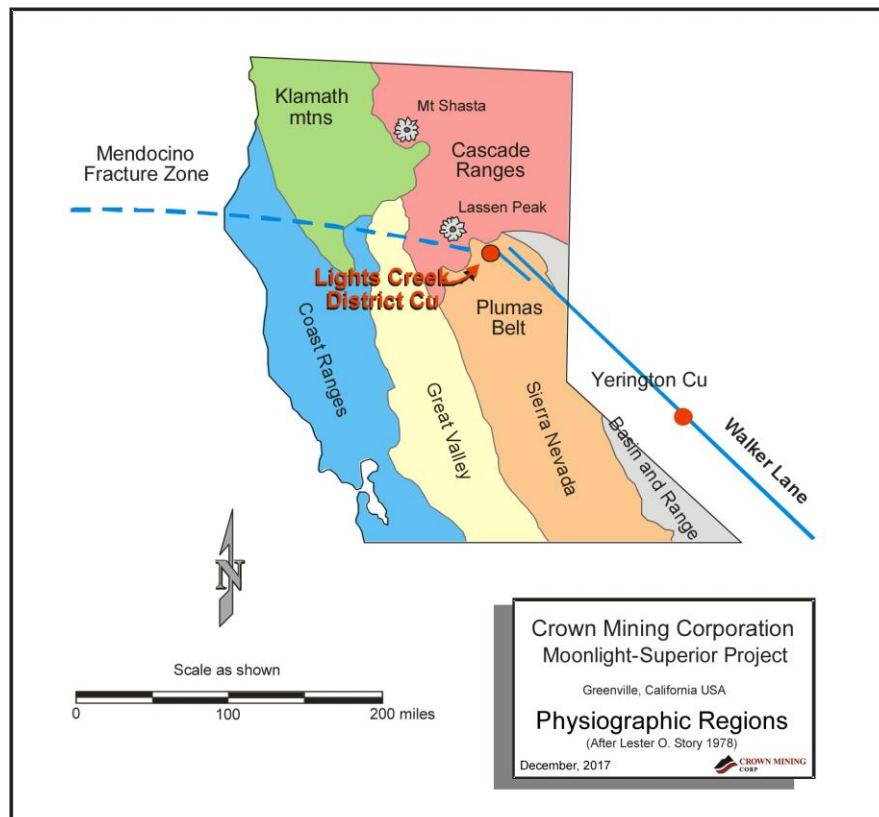 Klamath
mtns
Mt Shasta
Mendocino
Fracture Zone
Cascade
Ranges
Lassen Peak
Lights Creek
District Cu
Plumas
Belt
Coast Ranges
Great Valley
Sierra Nevada
Yerington Cu
Basin and Range
Walker Lane
N
Scale as shown
0 100 200 miles
Crown Mining Corporation
Moonlight-Superior Project
Greenville, California USA
Physiographic Regions
(After Lester O. Story 1978)
December, 2017
CROWN MINING
CORP